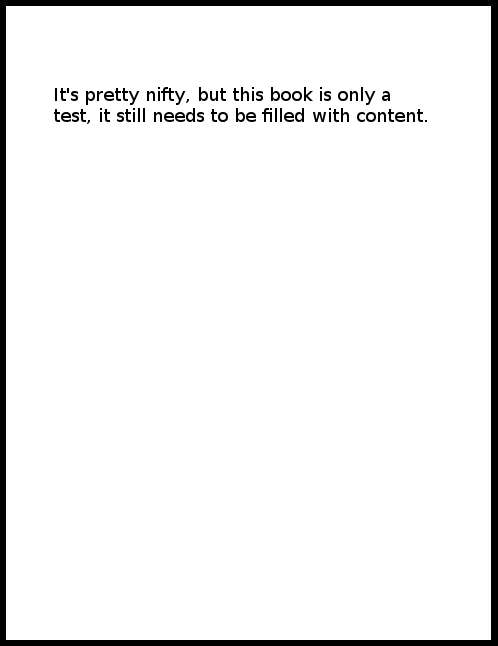 It's pretty nifty, but this book is only a
test, it still needs to be filled with content.